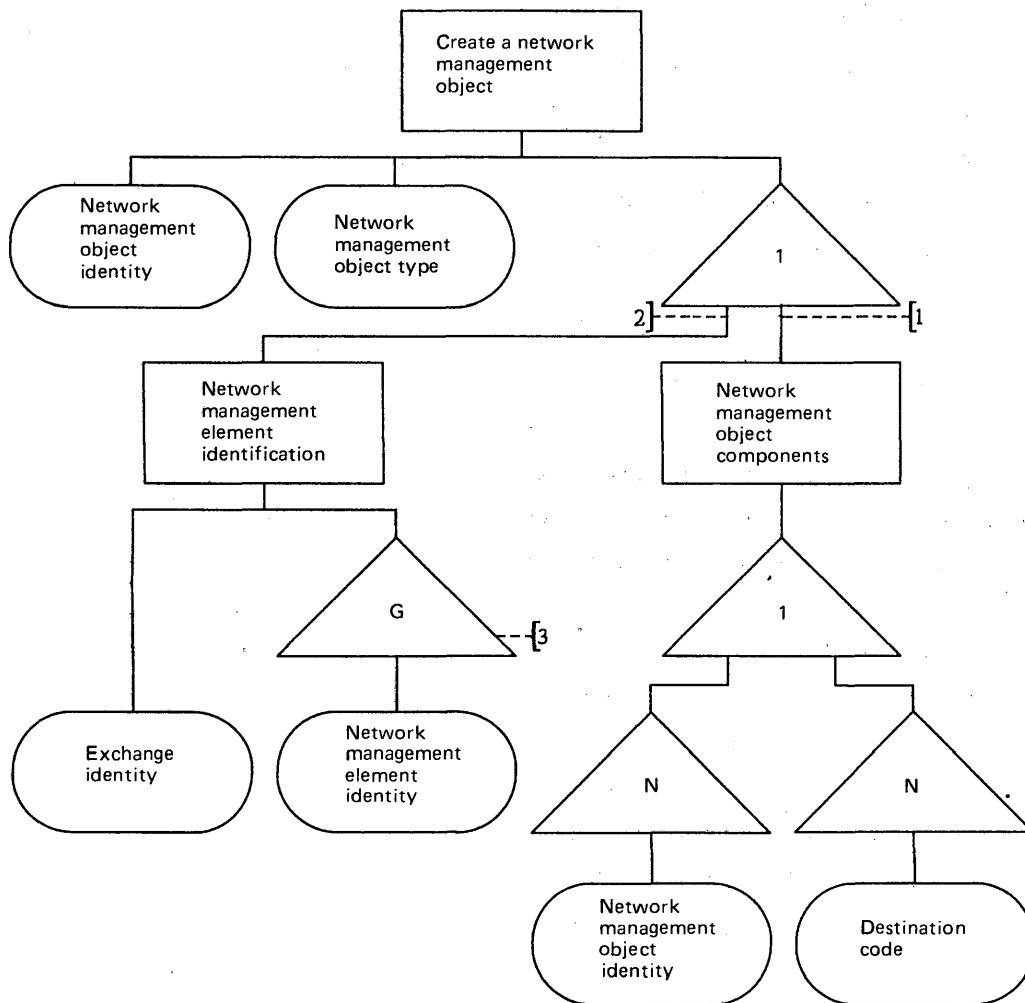 Create a network
management
object
Network
management
object
identity
Network
management
object type
1
2
1
Network
management
element
identification
Network
management
object
components
G
3
1
Exchange
identity
Network
management
element
identity
N
N
Network
management
object
identity
Destination
code